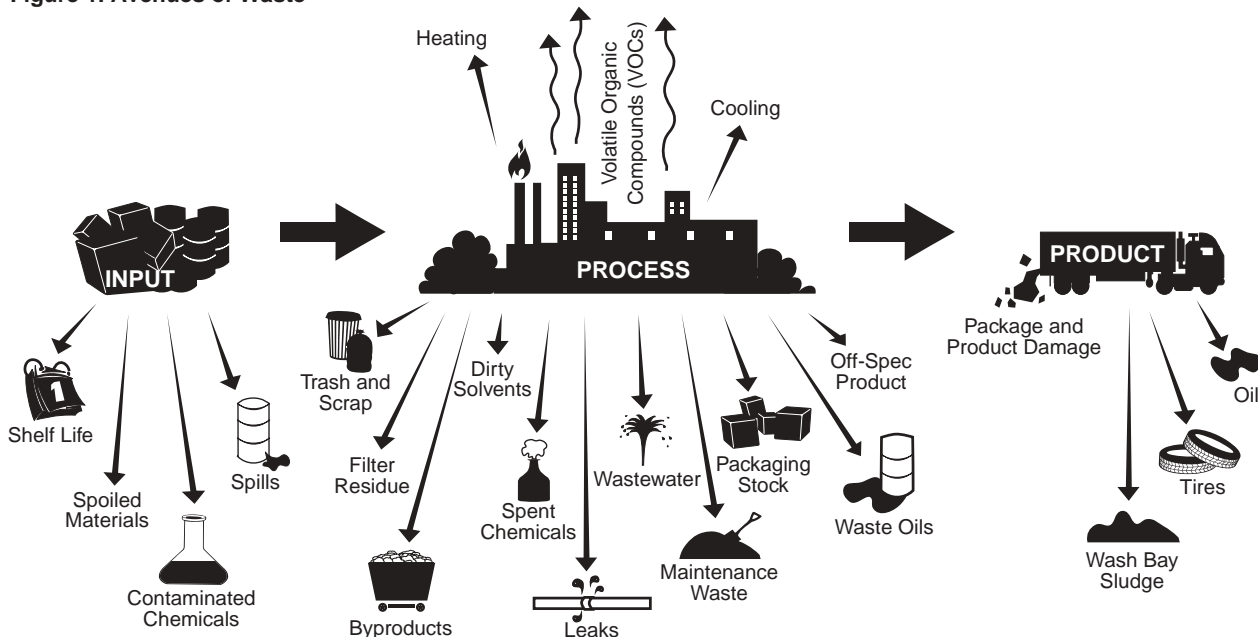 Figure 1. Avenues of Waste
Heating
Volatile Organic
Compounds (VOCs)
Cooling
INPUT
PROCESS
PRODUCT
Shelf Life
1
Spoiled
Materials
Contaminated
Chemicals
Spills
Trash and
Scrap
Filter
Residue
Byproducts
Dirty
Solvents
Spent
Chemicals
Leaks
Wastewater
Maintenance
Waste
Packaging
Stock
Waste Oils
Off-Spec
Product
Package and
Product Damage
Wash Bay
Sludge
Tires
Oil